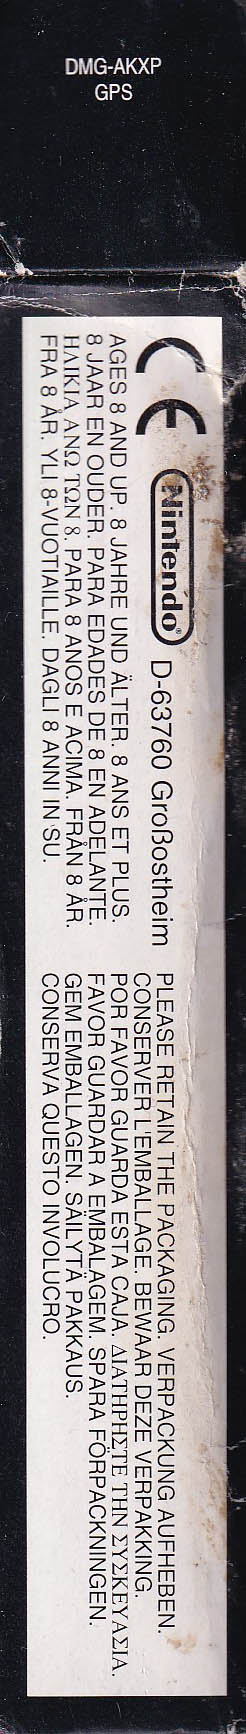 DMG-AKXP
GPS
CE Nintendo® D-63760 Großostheim
AGES 8 AND UP. 8 JAHRE UND ÄLTER. 8 ANS ET PLUS.
8 JAAR EN OUDER. PARA EDADES DE 8 EN ADELANTE.
ΗΛΙΚΙΑ ΑΝΩ ΤΩΝ 8. PARA 8 ANOS E ACIMA. FRÅN 8 ÅR.
FRA 8 ÅR. YLI 8-VUOTIAILLE. DAGLI 8 ANNI IN SU.
PLEASE RETAIN THE PACKAGING. VERPACKUNG AUFHEBEN.
CONSERVER L'EMBALLAGE. BEWAAR DEZE VERPAKKING.
POR FAVOR GUARDA ESTA CAJA. ΔΙΑΤΗΡΗΣΤΕ ΤΗΝ ΣΥΣΚΕΥΑΣΙΑ.
FAVOR GUARDAR A EMBALAGEM. SPARA FÖRPACKNINGEN.
GEM EMBALLAGEN. SÄILYTÄ PAKKAUS.
CONSERVA QUESTO INVOLUCRO.